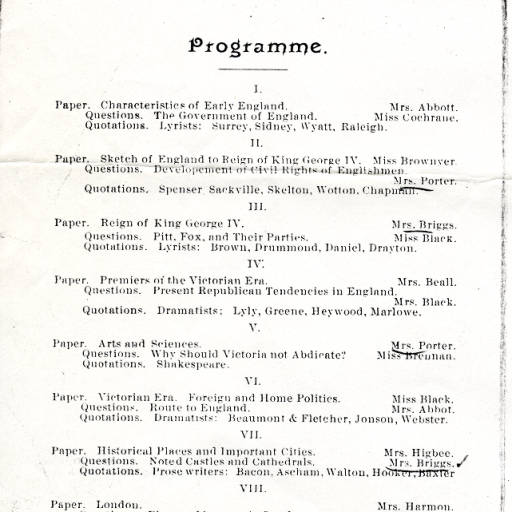 Programme.
I.
Paper. Characteristics of Early England. Mrs. Abbott.
Questions. The Government of England. Miss Cochrane.
Quotations. Lyrists: Surrey, Sidney, Wyatt, Raleigh.
II.
Paper. Sketch of England to Reign of King George IV. Miss Brownyer
Questions. Developement of Civil Rights of Englishmen.
Mrs. Porter.
Quotations. Spenser Sackville, Skelton, Wotton, Chapman.
III.
Paper. Reign of King George IV. Mrs. Briggs.
Questions. Pitt, Fox, and Their Parties. Miss Black.
Quotations. Lyrists: Brown, Drummond, Daniel, Drayton.
IV.
Paper. Premiers of the Victorian Era. Mrs. Beall.
Questions. Present Republican Tendencies in England.
Mrs. Black.
Quotations. Dramatists: Lyly, Greene, Heywood, Marlowe.
V.
Paper. Arts and Sciences. Mrs. Porter.
Questions. Why Should Victoria not Abdicate? Miss Brennan.
Quotations. Shakespeare.
VI.
Paper. Victorian Era. Foreign and Home Politics. Miss Black.
Questions. Route to England. Mrs. Abbot.
Quotations. Dramatists: Beaumont & Fletcher, Jonson, Webster.
VII.
Paper. Historical Places and Important Cities. Mrs. Higbee.
Questions. Noted Castles and Cathedrals. Mrs. Briggs.
Quotations. Prose writers: Bacon, Ascham, Walton, Hooker, Baxter
VIII.
Paper. London. Mrs. Harmon.